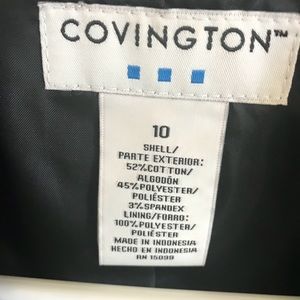 COVINGTON™
10
SHELL/
PARTE EXTERIOR:
52%COTTON/
ALGODÓN
45%POLYESTER/
POLIÉSTER
3%SPANDEX
LINING/FORRO:
100%POLYESTER/
POLIÉSTER
MADE IN INDONESIA
HECHO EN INDONESIA
RN 15099